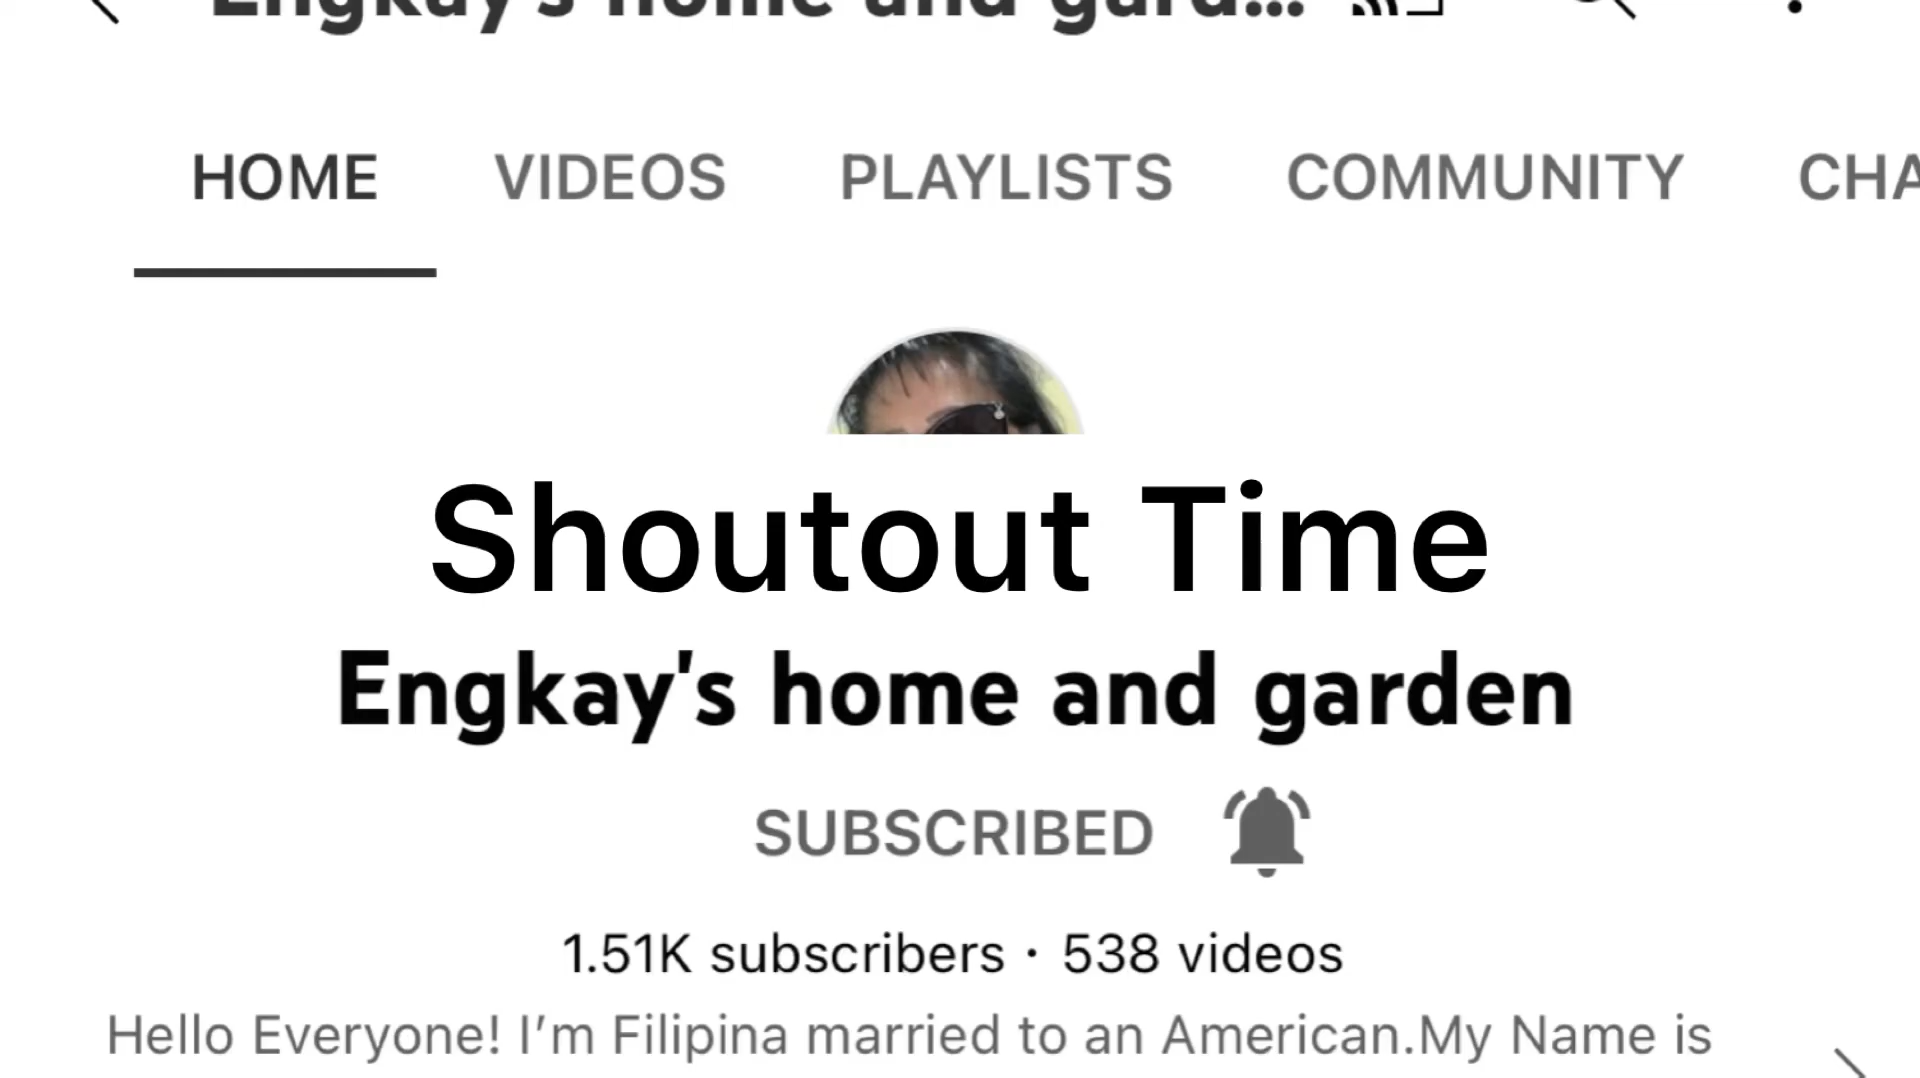 Engkay's home and gard...
HOME VIDEOS PLAYLISTS COMMUNITY CHA
Shoutout Time
Engkay's home and garden
SUBSCRIBED
1.51K subscribers · 538 videos
Hello Everyone! I’m Filipina married to an American.My Name is